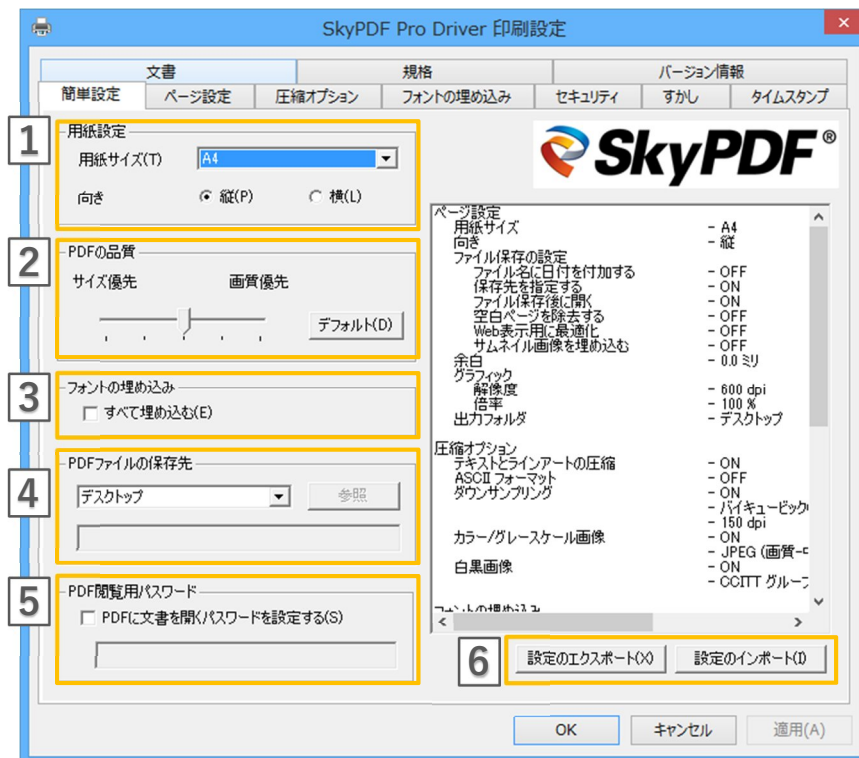 SkyPDF Pro Driver 印刷設定
文書 規格 バージョン情報
簡単設定 ページ設定 圧縮オプション フォントの埋め込み セキュリティ すかし タイムスタンプ
1
用紙設定
用紙サイズ(T) A4
向き 縦(P) 横(L)
2
PDFの品質
サイズ優先 画質優先
デフォルト(D)
3
フォントの埋め込み
すべて埋め込む(E)
4
PDFファイルの保存先
デスクトップ 参照
5
PDF閲覧用パスワード
PDFに文書を開くパスワードを設定する(S)
SkyPDF®
ページ設定
用紙サイズ - A4
向き - 縦
ファイル保存の設定
ファイル名に日付を付加する - OFF
保存先を指定する - ON
ファイル保存後に開く - ON
空白ページを除去する - OFF
Web表示用に最適化 - OFF
サムネイル画像を埋め込む - OFF
余白 - 0.0 ミリ
グラフィック
解像度 - 600 dpi
倍率 - 100 %
出力フォルダ - デスクトップ
圧縮オプション
テキストとラインアートの圧縮 - ON
ASCII フォーマット - OFF
ダウンサンプリング - ON
- バイキュービック
- 150 dpi
カラー/グレースケール画像 - ON
- JPEG (画質-中
白黒画像 - ON
- CCITT グループ
フォントの埋め込み
6
設定のエクスポート(X) 設定のインポート(I)
OK キャンセル 適用(A)